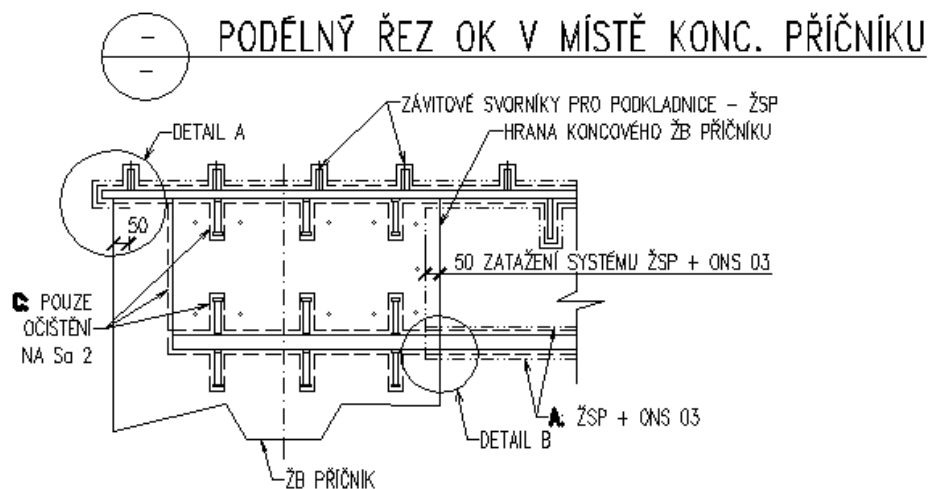 PODÉLNÝ ŘEZ OK V MÍSTĚ KONC. PŘÍČNÍKU
–
–
ZÁVITOVÉ SVORNÍKY PRO PODKLADNICE – ŽSP
DETAIL A
HRANA KONCOVÉHO ŽB PŘÍČNÍKU
50
50 ZATAŽENÍ SYSTÉMU ŽSP + ONS 03
C: POUZE
OČIŠTĚNÍ
NA Sa 2
A: ŽSP + ONS 03
DETAIL B
ŽB PŘÍČNÍK